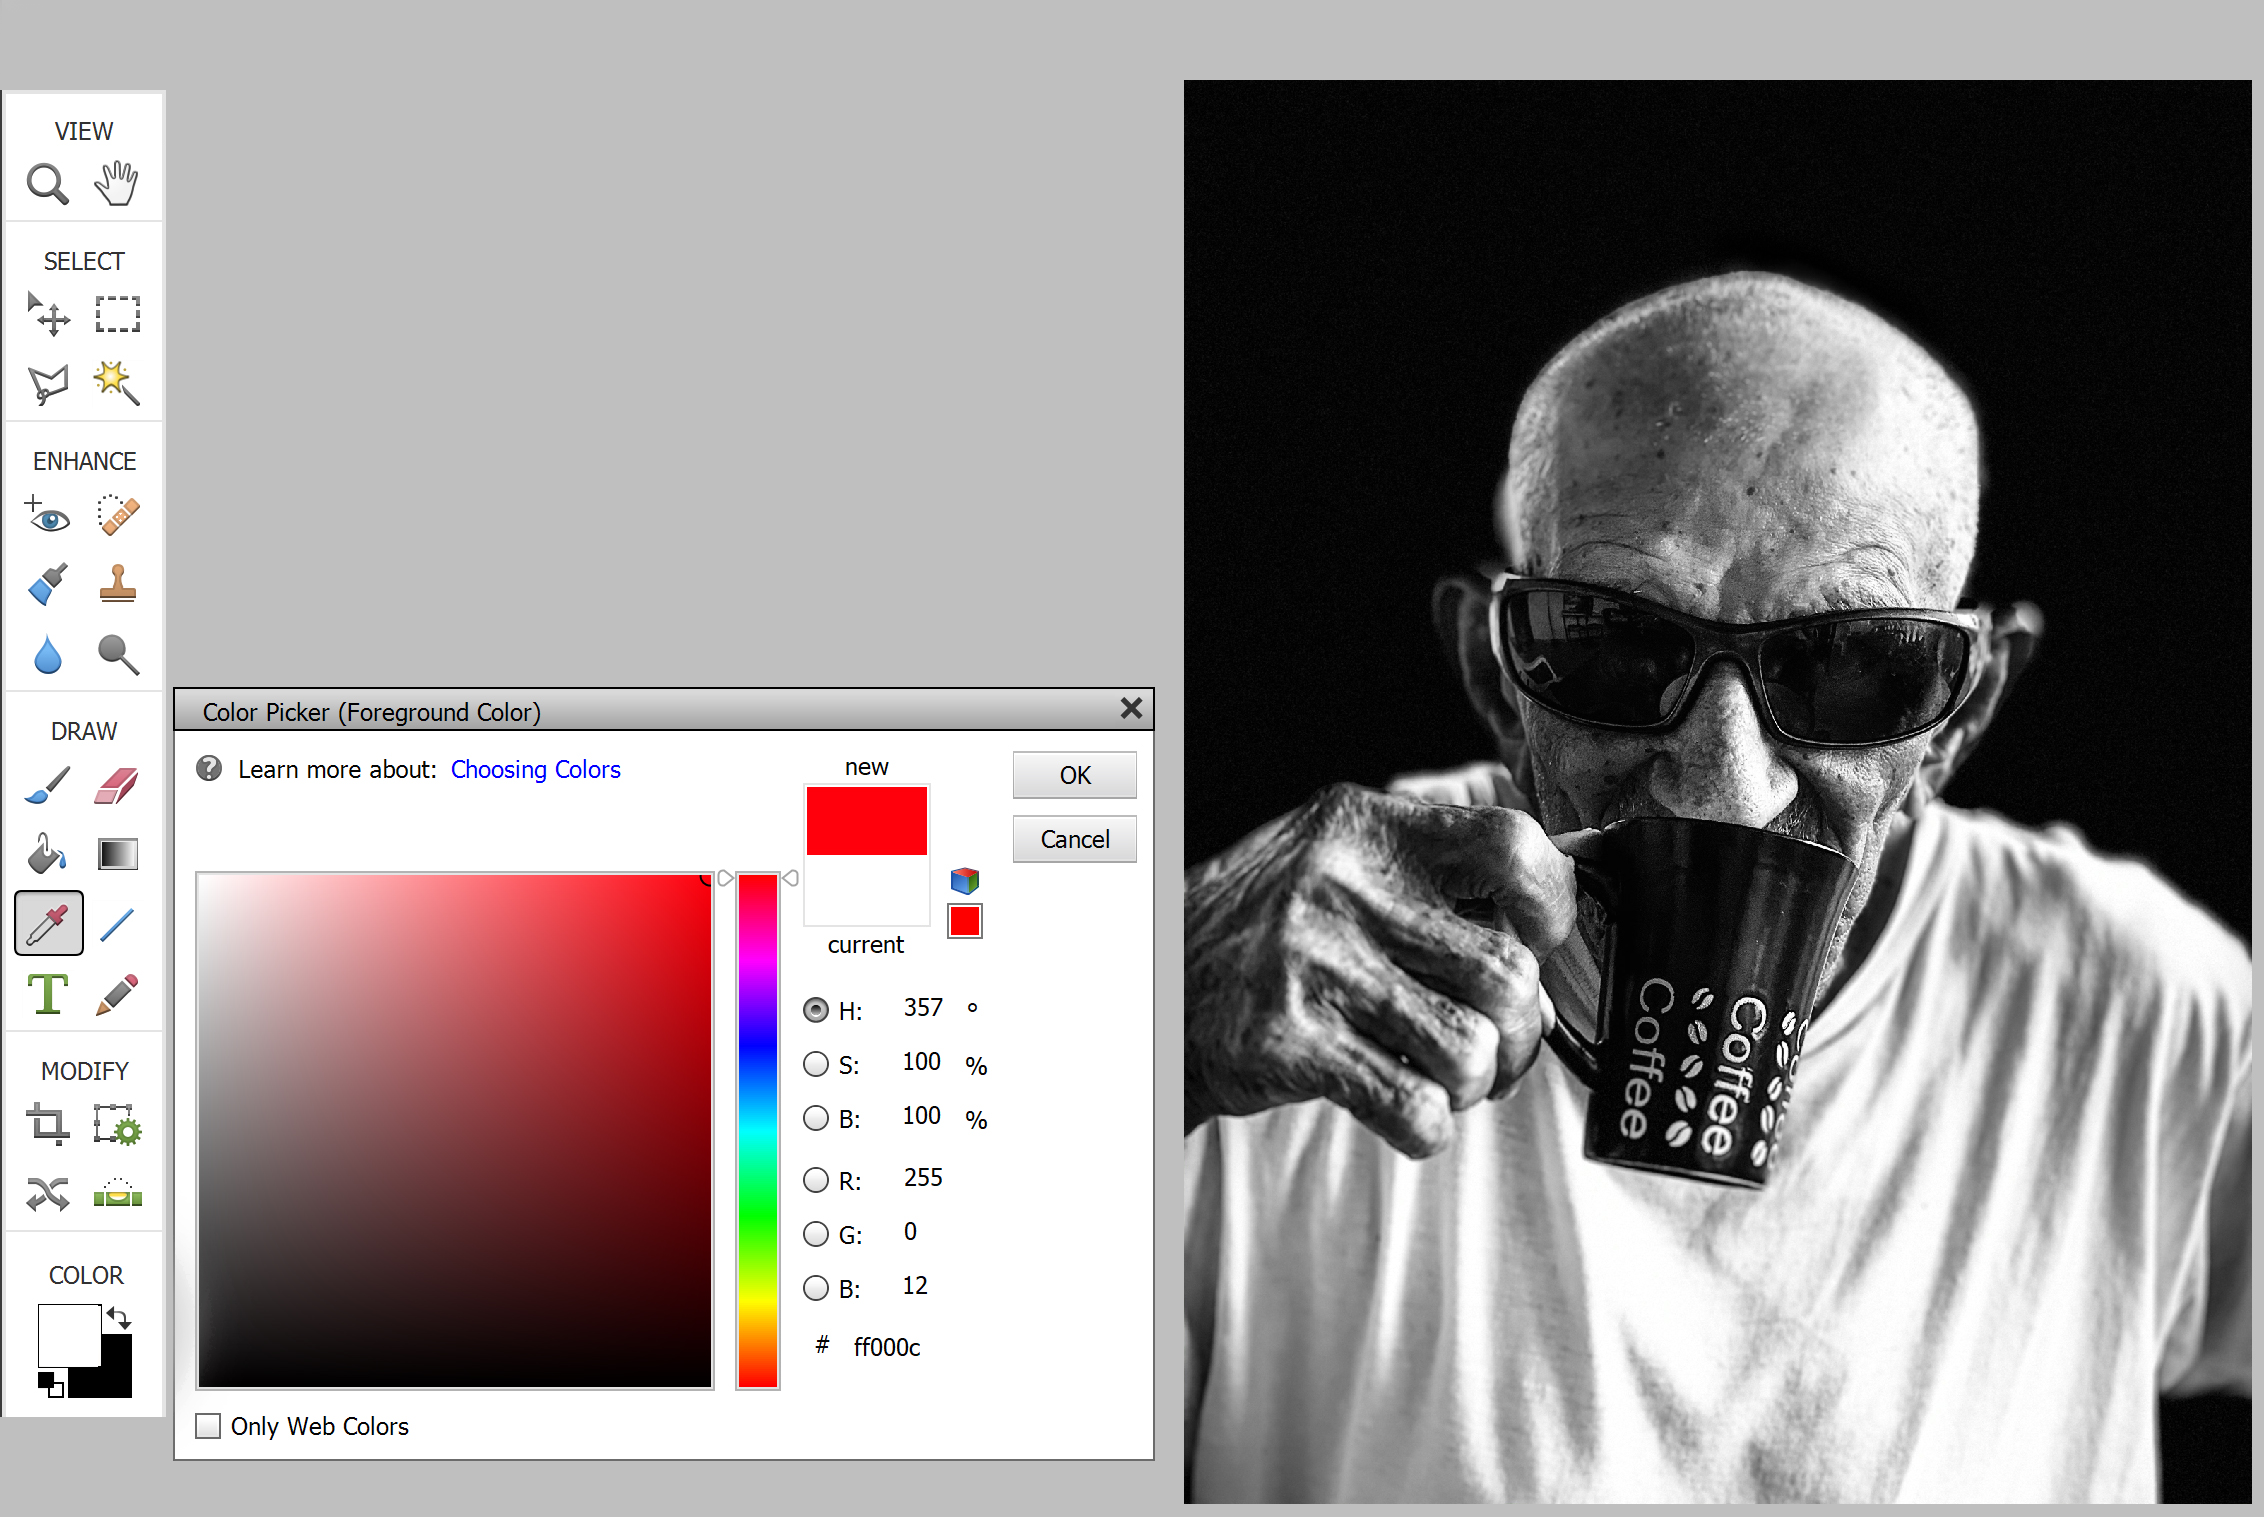 VIEW
SELECT
ENHANCE
DRAW
T
MODIFY
COLOR
Color Picker (Foreground Color)
? Learn more about: Choosing Colors
new
current
OK
Cancel
H: 357 °
S: 100 %
B: 100 %
R: 255
G: 0
B: 12
# ff000c
Only Web Colors
Coffee
Coffee